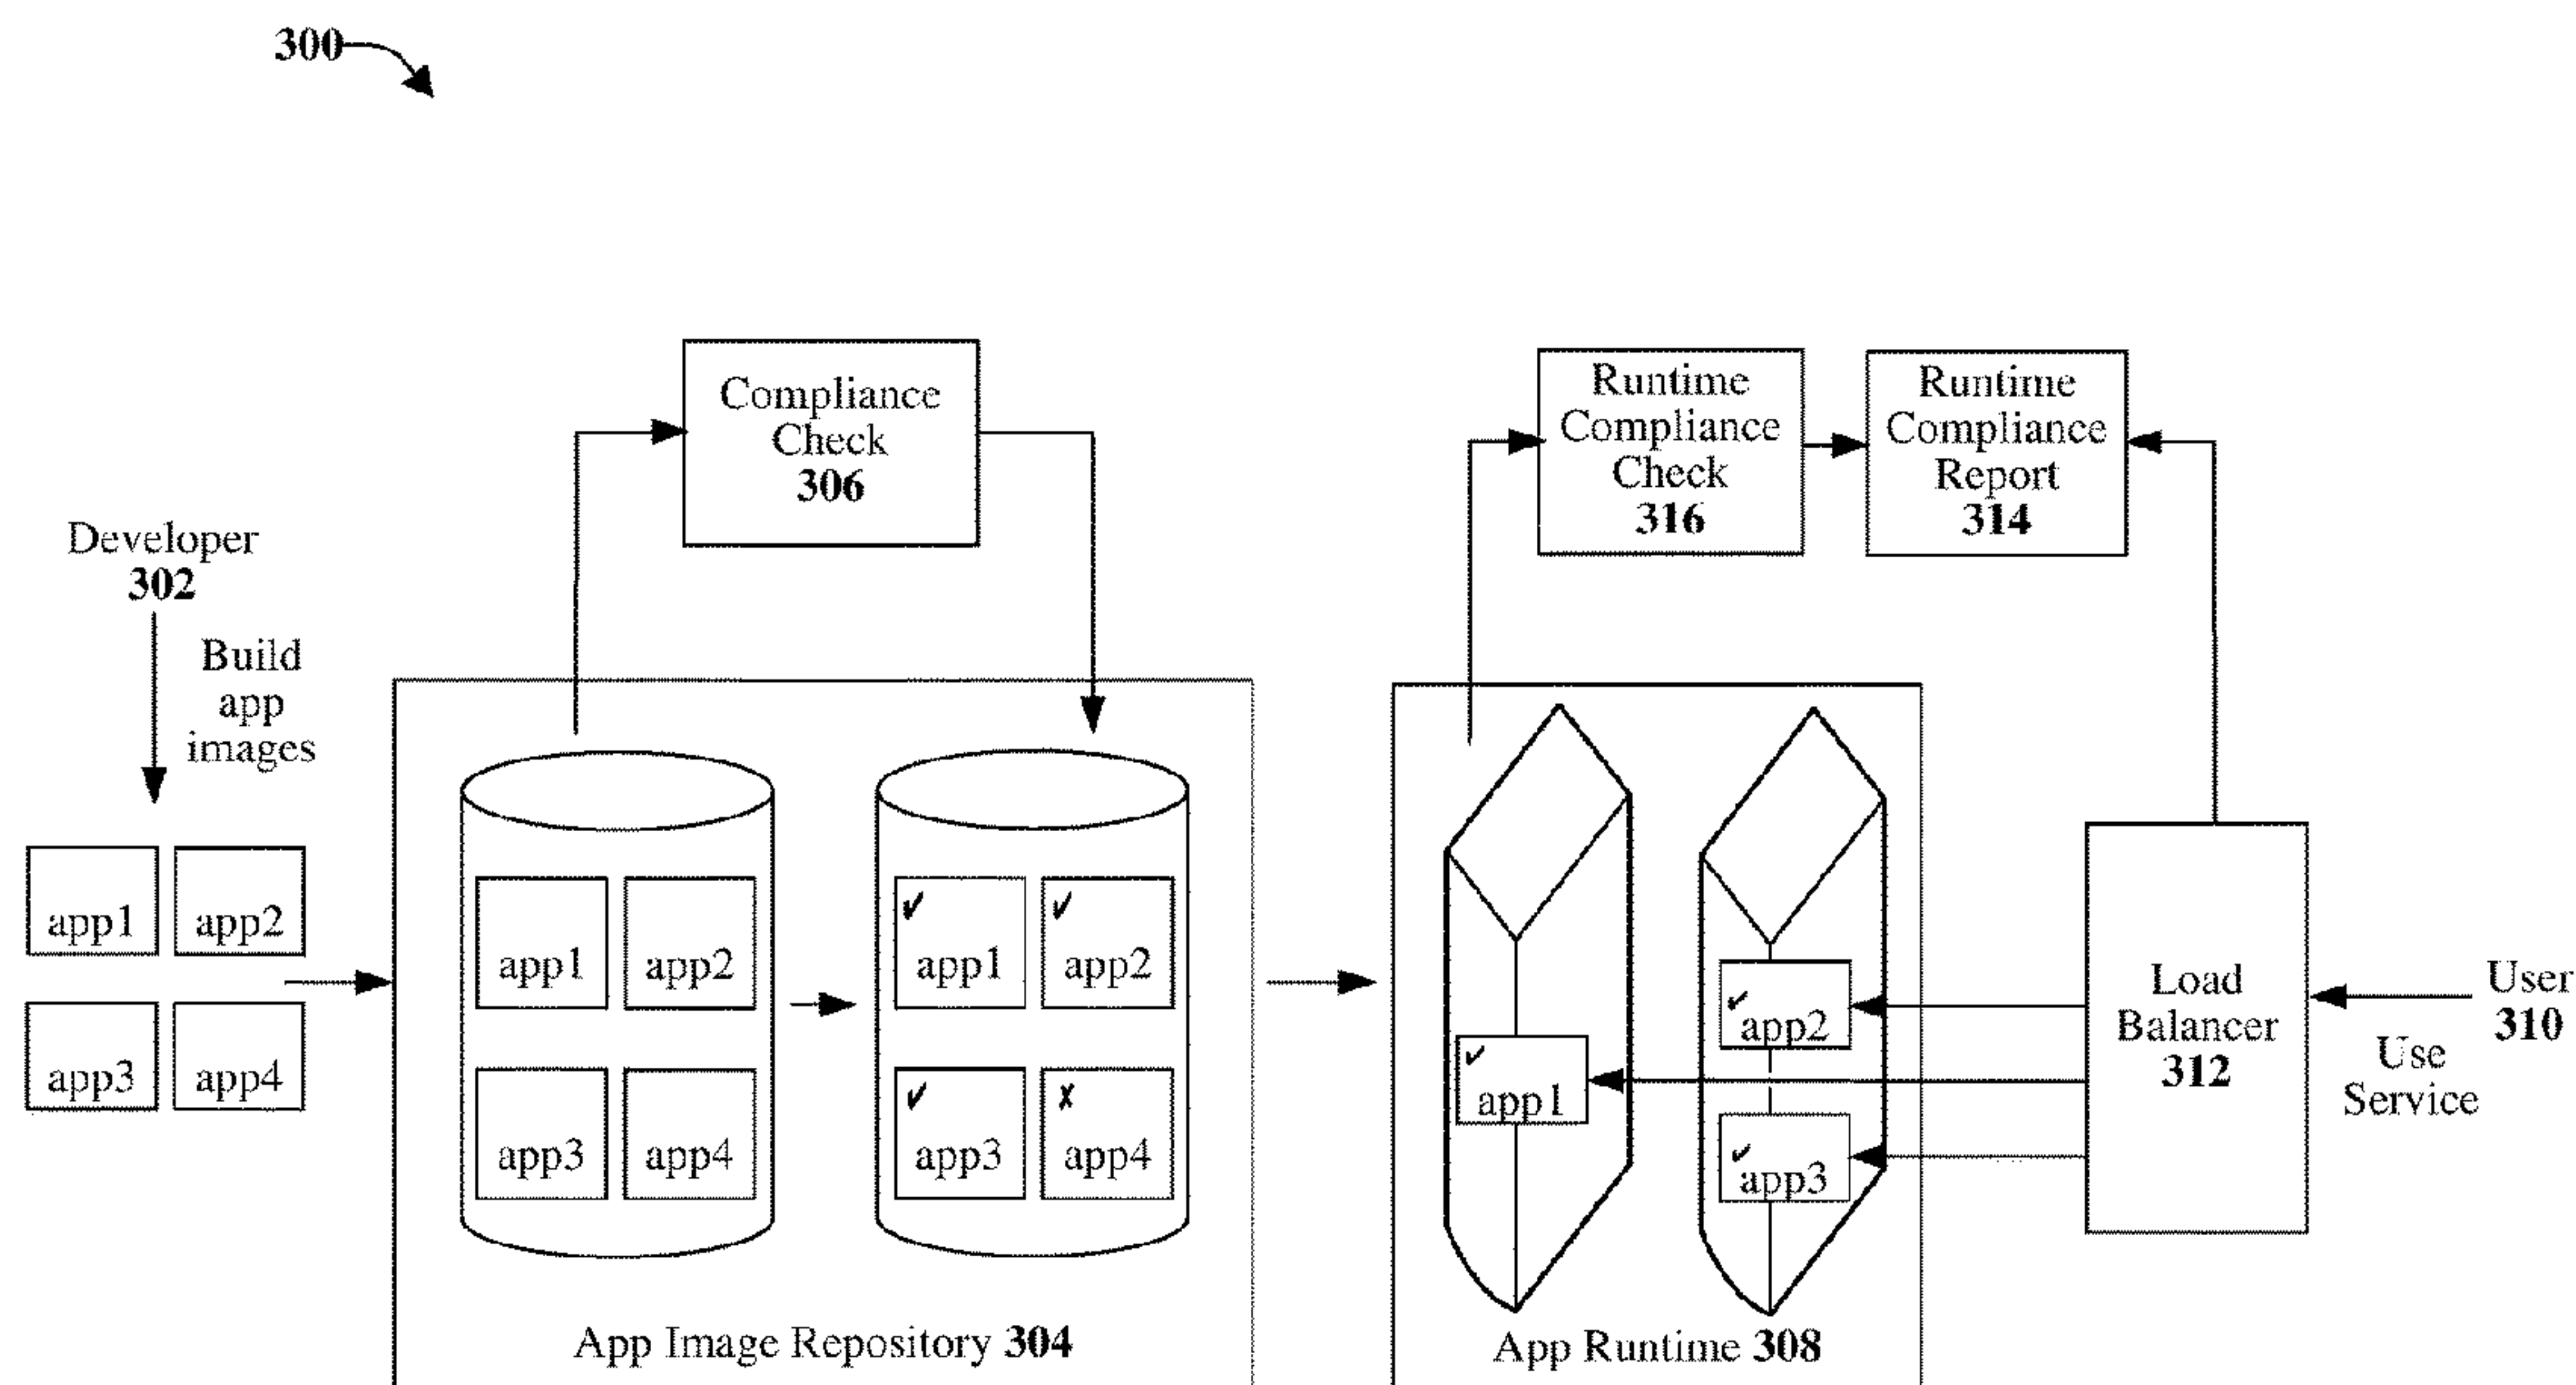 300
Compliance
Check
306
Runtime
Compliance
Check
316
Runtime
Compliance
Report
314
Developer
302
Build
app
images
app1
app2
app3
app4
app1
app2
app3
app4
✓
app1
✓
app2
✓
app3
✗
app4
App Image Repository 304
✓
app1
✓
app2
✓
app3
App Runtime 308
Load
Balancer
312
User
310
Use
Service